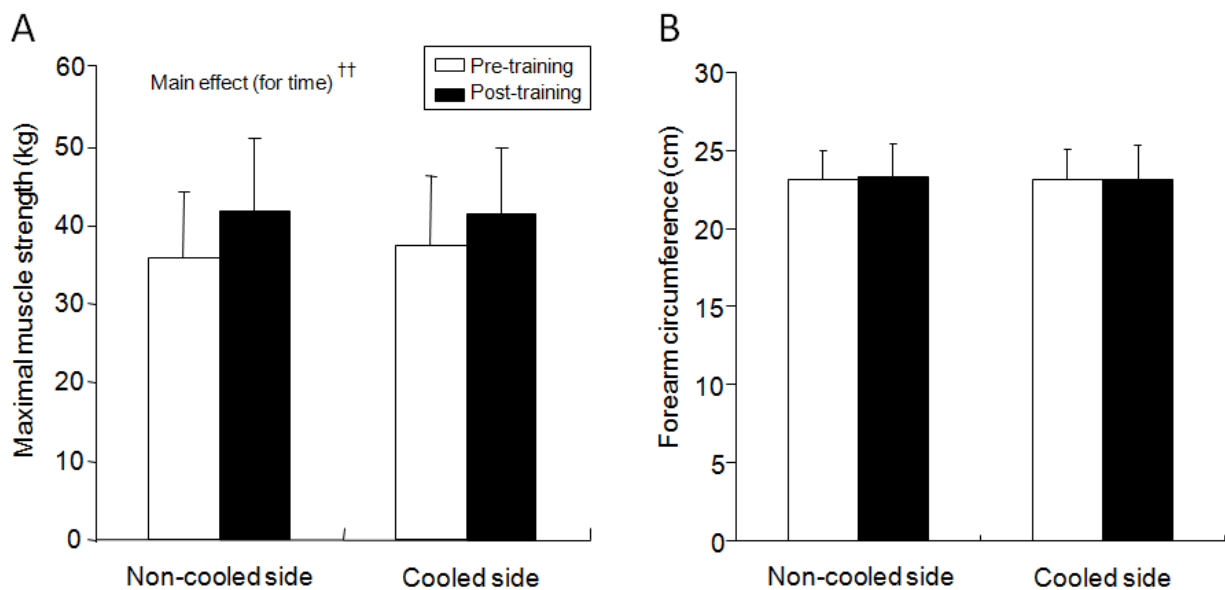 A
Maximal muscle strength (kg)
60
50
40
30
20
10
0
Main effect (for time) ††
Pre-training
Post-training
Non-cooled side
Cooled side
B
Forearm circumference (cm)
30
25
20
15
10
5
0
Non-cooled side
Cooled side